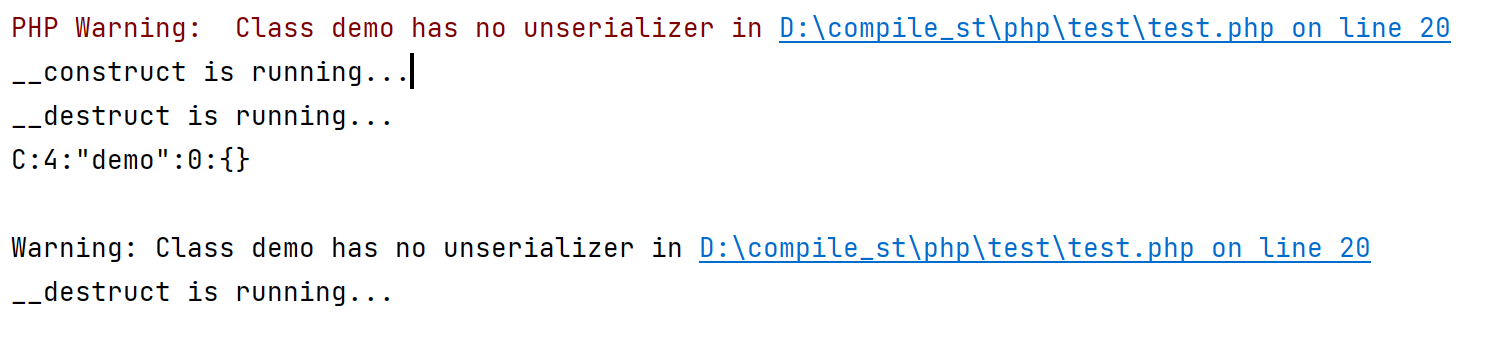 PHP Warning:  Class demo has no unserializer in D:\compile_st\php\test\test.php on line 20
__construct is running...
__destruct is running...
C:4:"demo":0:{}
Warning: Class demo has no unserializer in D:\compile_st\php\test\test.php on line 20
__destruct is running...